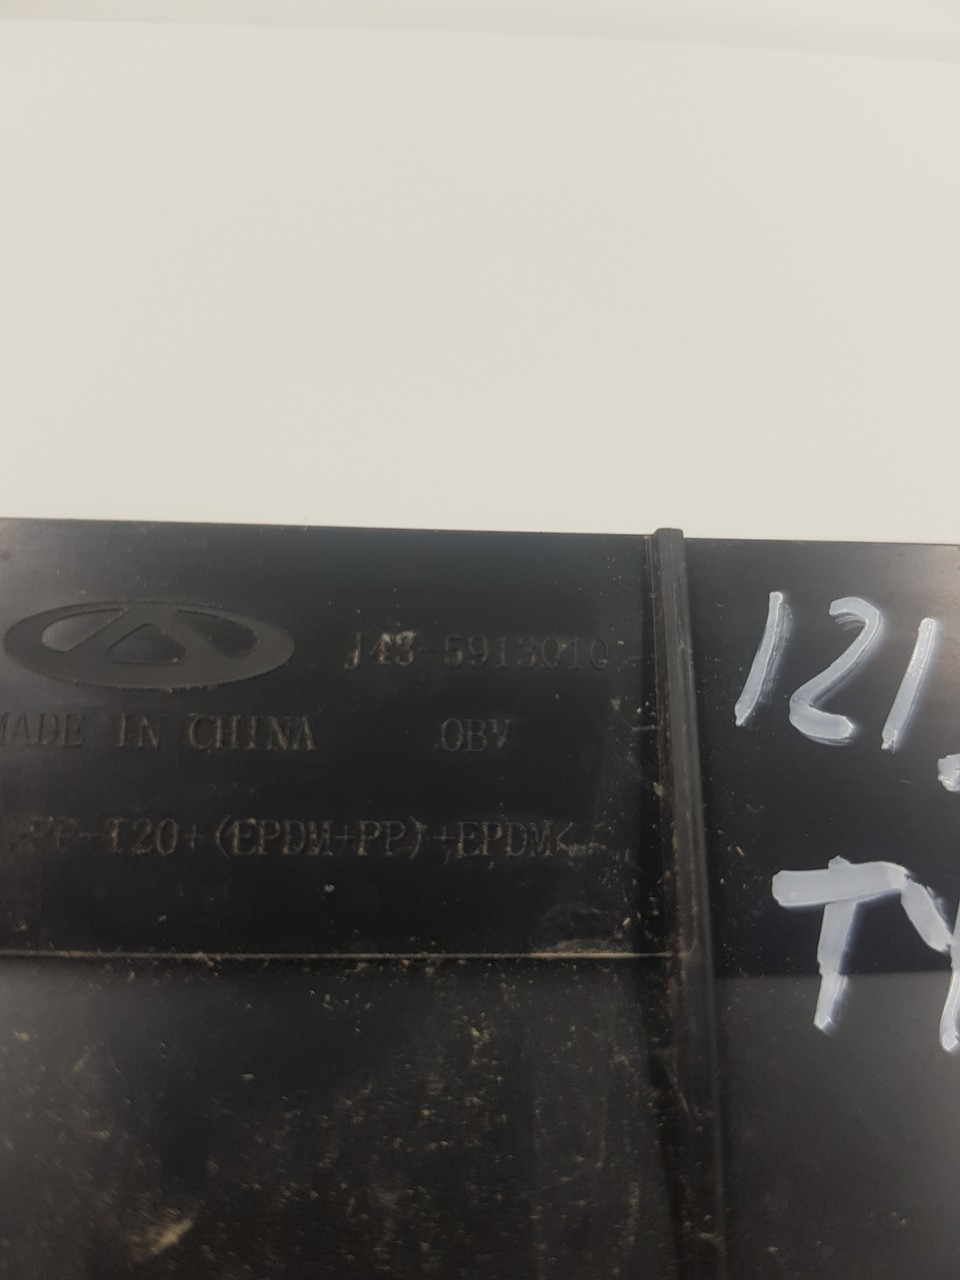 J43-5913010
MADE IN CHINA
OBV
PP-T20+(EPDM+PP)+EPDM<
121